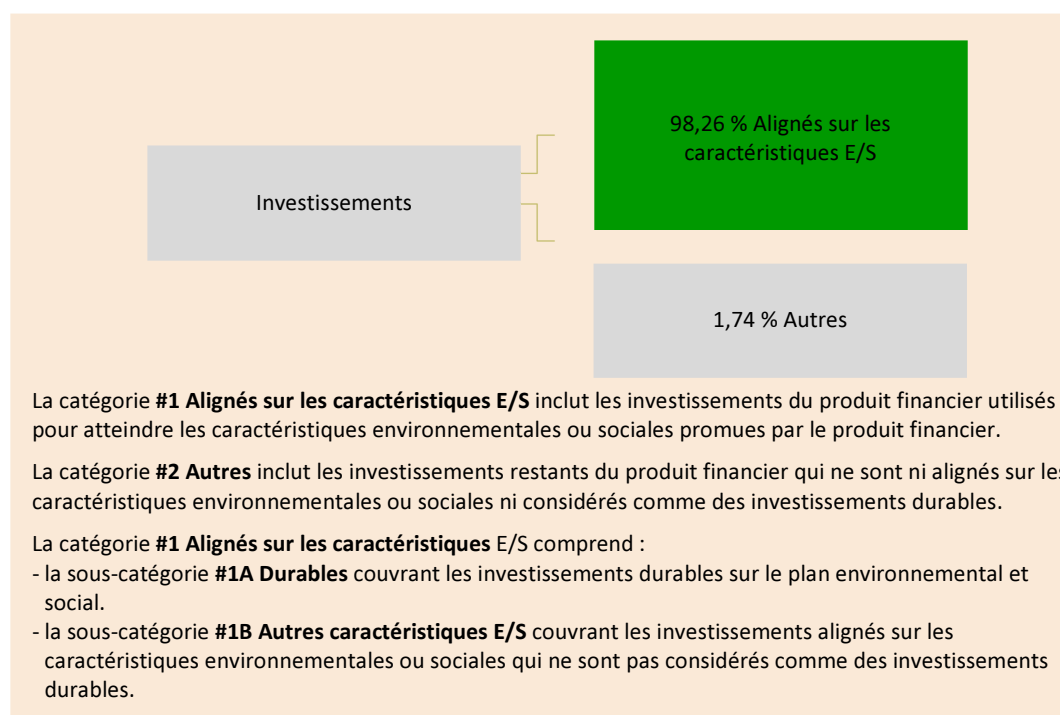 98,26 % Alignés sur les
caractéristiques E/S
Investissements
1,74 % Autres
La catégorie #1 Alignés sur les caractéristiques E/S inclut les investissements du produit financier utilisés
pour atteindre les caractéristiques environnementales ou sociales promues par le produit financier.
La catégorie #2 Autres inclut les investissements restants du produit financier qui ne sont ni alignés sur les
caractéristiques environnementales ou sociales ni considérés comme des investissements durables.
La catégorie #1 Alignés sur les caractéristiques E/S comprend :
- la sous-catégorie #1A Durables couvrant les investissements durables sur le plan environnemental et
social.
- la sous-catégorie #1B Autres caractéristiques E/S couvrant les investissements alignés sur les
caractéristiques environnementales ou sociales qui ne sont pas considérés comme des investissements
durables.